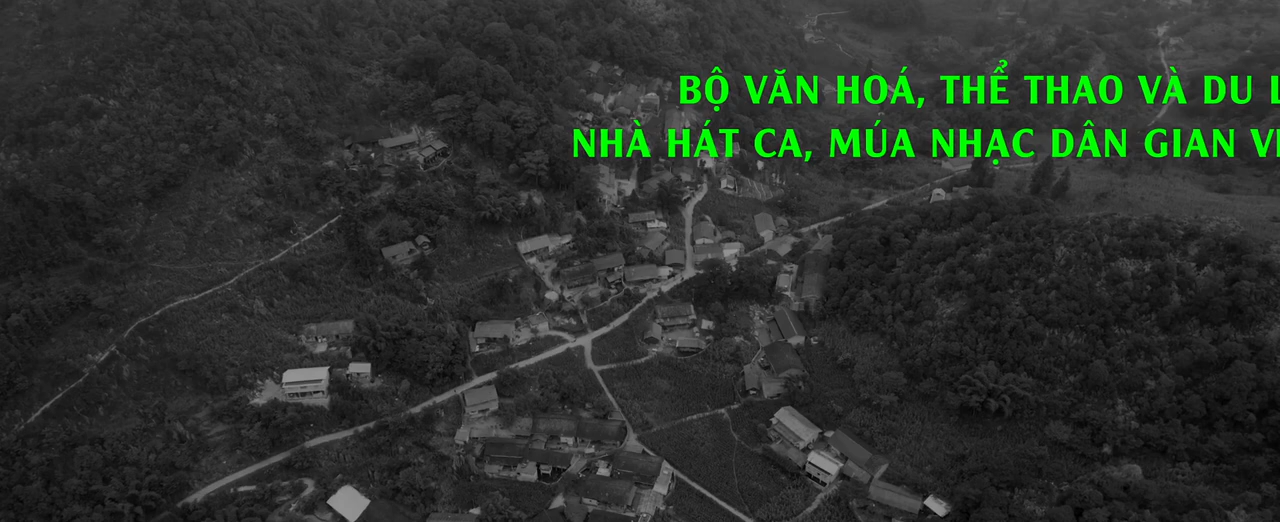 BỘ VĂN HOÁ, THỂ THAO VÀ DU
NHÀ HÁT CA, MÚA NHẠC DÂN GIAN